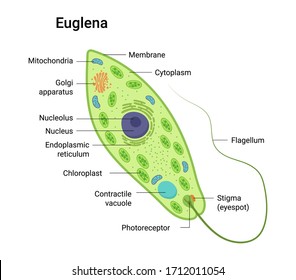 Euglena
Membrane
Mitochondria
Cytoplasm
Golgi
apparatus
Nucleolus
Nucleus
Flagellum
Endoplasmic
reticulum
Chloroplast
Contractile
vacuole
Stigma
(eyespot)
Photoreceptor
shutterstock.com · 1712011054